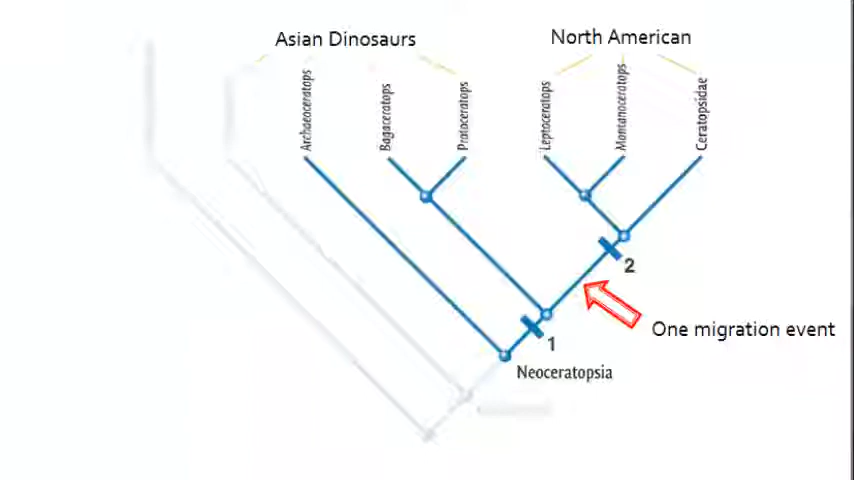 Asian Dinosaurs
North American
Archaeoceratops
Bagaceratops
Protoceratops
Leptoceratops
Montanoceratops
Ceratopsidae
2
One migration event
1
Neoceratopsia